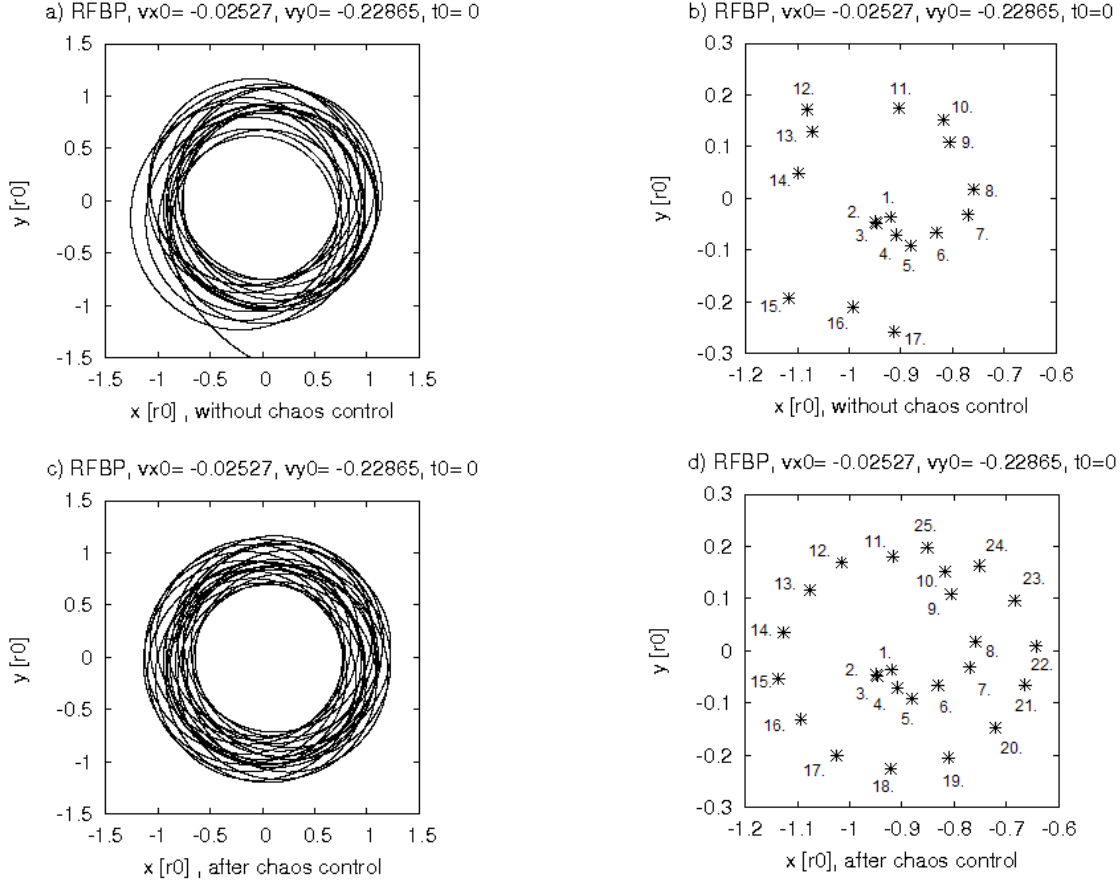 a) RFBP, vx0= -0.02527, vy0= -0.22865, t0= 0
1.5
1
0.5
0
-0.5
-1
-1.5
y [r0]
-1.5 -1 -0.5 0 0.5 1 1.5
x [r0] , without chaos control
b) RFBP, vx0= -0.02527, vy0= -0.22865, t0=0
0.3
0.2
0.1
0
-0.1
-0.2
-0.3
y [r0]
12. 11. 10.
13. 9.
14.
1. 8.
2.
3. 7.
4. 6.
5.
15.
16.
17.
-1.2 -1.1 -1 -0.9 -0.8 -0.7 -0.6
x [r0], without chaos control
c) RFBP, vx0= -0.02527, vy0= -0.22865, t0= 0
1.5
1
0.5
0
-0.5
-1
-1.5
y [r0]
-1.5 -1 -0.5 0 0.5 1 1.5
x [r0] , after chaos control
d) RFBP, vx0= -0.02527, vy0= -0.22865, t0=0
0.3
0.2
0.1
0
-0.1
-0.2
-0.3
y [r0]
25.
12. 11. 24.
10.
13. 9. 23.
14.
1. 8.
2. 22.
15. 3. 7.
4. 6. 21.
16. 5.
20.
17. 18. 19.
-1.2 -1.1 -1 -0.9 -0.8 -0.7 -0.6
x [r0], after chaos control